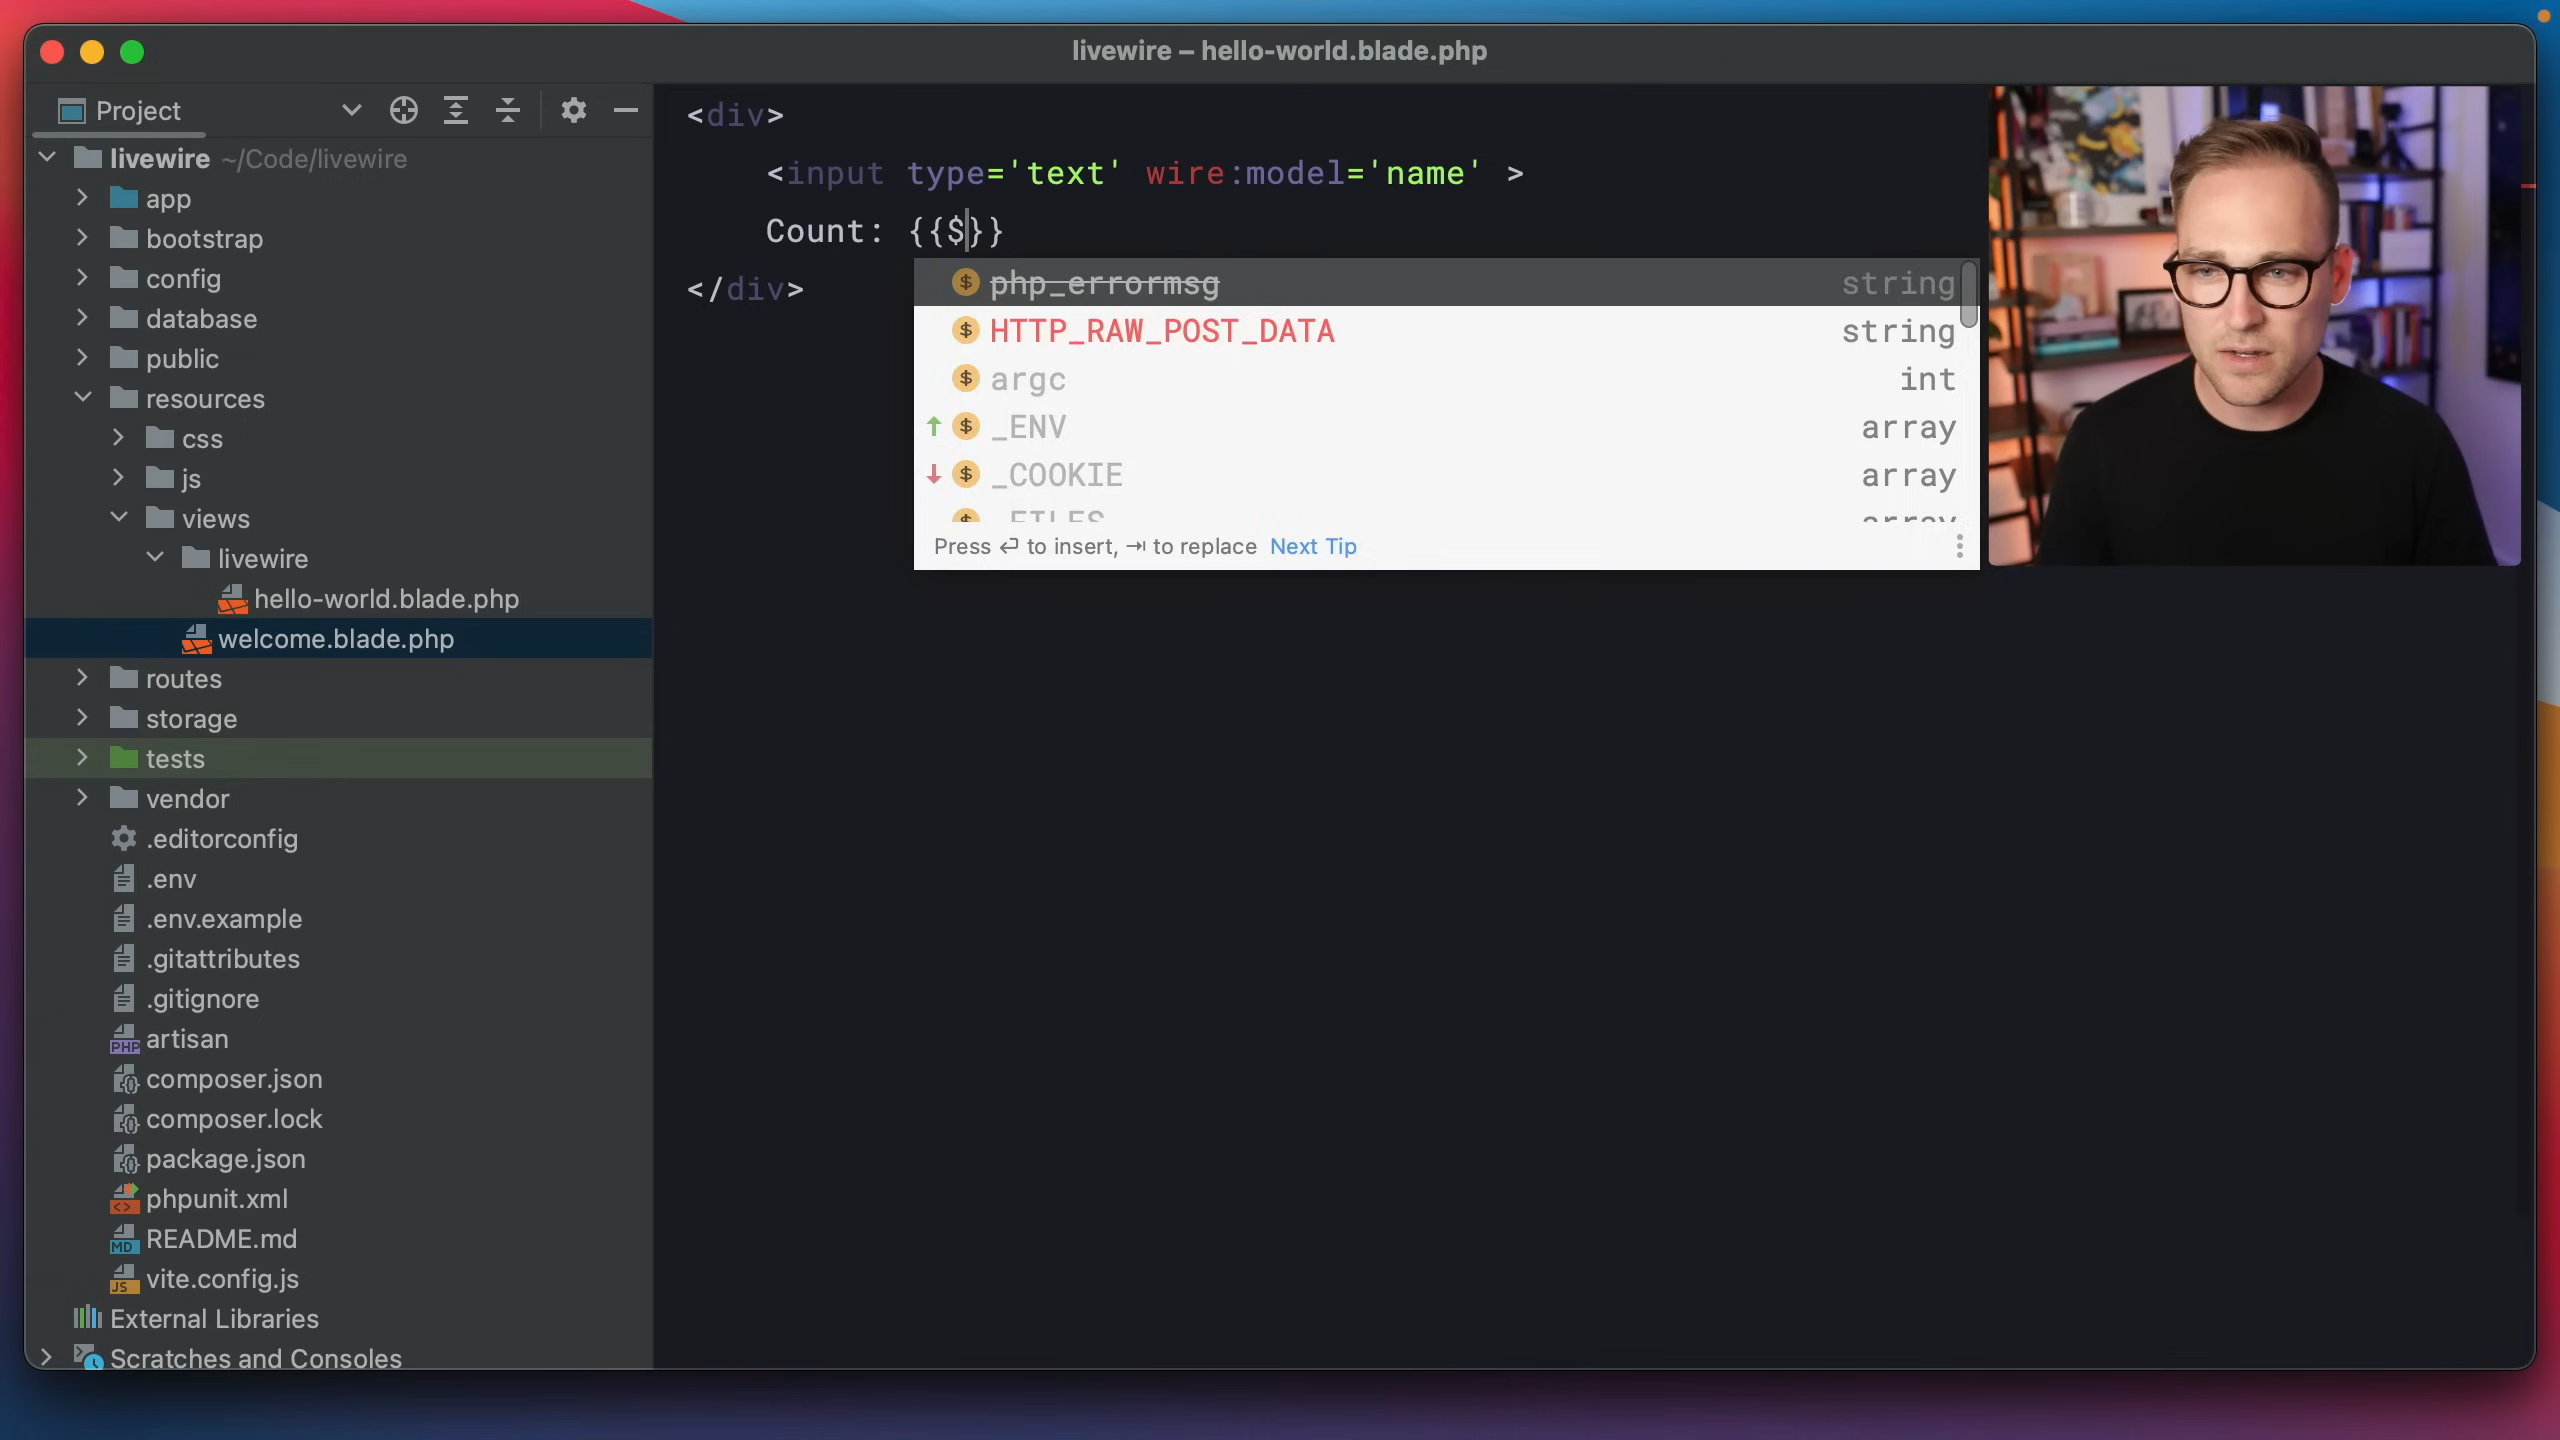 livewire – hello-world.blade.php
Project
livewire ~/Code/livewire
app
bootstrap
config
database
public
resources
css
js
views
livewire
hello-world.blade.php
welcome.blade.php
routes
storage
tests
vendor
.editorconfig
.env
.env.example
.gitattributes
.gitignore
artisan
composer.json
composer.lock
package.json
phpunit.xml
README.md
vite.config.js
External Libraries
Scratches and Consoles
<div>
<input type='text' wire:model='name' >
Count: {{$}}
</div>
php_errormsg string
HTTP_RAW_POST_DATA string
argc int
_ENV array
_COOKIE array
_FILES array
Press ⏎ to insert, ⇥ to replace Next Tip